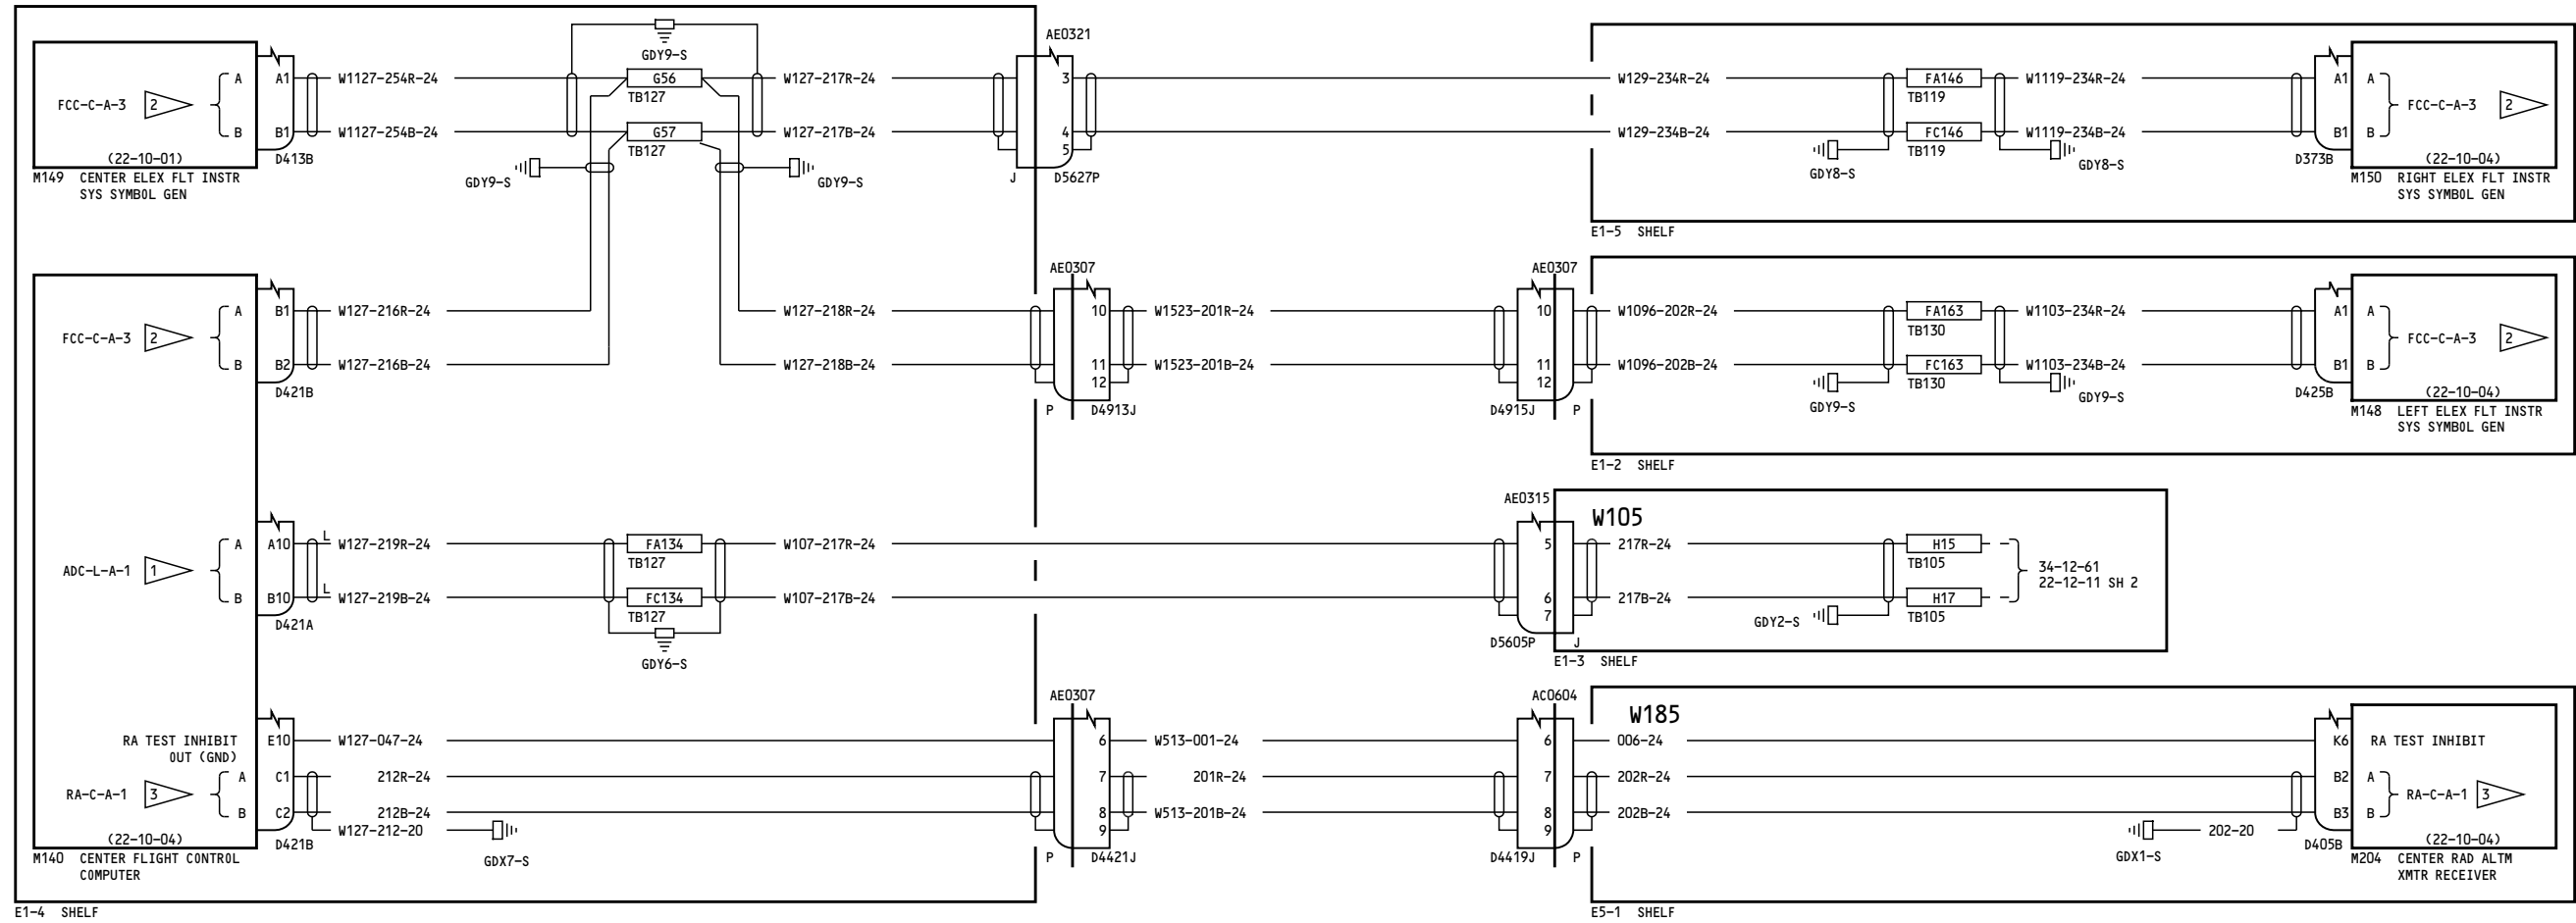 GDY9-S
AE0321
FCC-C-A-3 2 A A1 W1127-254R-24 G56 W127-217R-24 3 W129-234R-24 FA146 W1119-234R-24 A1 A FCC-C-A-3 2
TB127 TB119
B B1 W1127-254B-24 G57 W127-217B-24 4 W129-234B-24 FC146 W1119-234B-24 B1 B
TB127 5 TB119
(22-10-01) D413B GDY9-S GDY9-S J D5627P GDY8-S GDY8-S D373B (22-10-04)
M149 CENTER ELEX FLT INSTR
SYS SYMBOL GEN
M150 RIGHT ELEX FLT INSTR
SYS SYMBOL GEN
E1-5 SHELF
AE0307 AE0307
FCC-C-A-3 2 A B1 W127-216R-24 W127-218R-24 10 W1523-201R-24 10 W1096-202R-24 FA163 W1103-234R-24 A1 A FCC-C-A-3 2
TB130
B B2 W127-216B-24 W127-218B-24 11 W1523-201B-24 11 W1096-202B-24 FC163 W1103-234B-24 B1 B
12 12 TB130
D421B P D4913J D4915J P GDY9-S GDY9-S D425B (22-10-04)
M148 LEFT ELEX FLT INSTR
SYS SYMBOL GEN
E1-2 SHELF
AE0315
W105
ADC-L-A-1 1 A A10 L W127-219R-24 FA134 W107-217R-24 5 217R-24 H15
TB127 TB105
34-12-61
22-12-11 SH 2
B B10 L W127-219B-24 FC134 W107-217B-24 6 217B-24 H17
TB127 7 GDY2-S TB105
D421A GDY6-S D5605P J
E1-3 SHELF
AE0307 AC0604
W185
RA TEST INHIBIT E10 W127-047-24 6 W513-001-24 6 006-24 K6 RA TEST INHIBIT
OUT (GND)
RA-C-A-1 3 A C1 212R-24 7 201R-24 7 202R-24 B2 A RA-C-A-1 3
B C2 212B-24 8 W513-201B-24 8 202B-24 B3 B
W127-212-20 9 9 202-20
(22-10-04) D421B GDX7-S P D4421J D4419J P GDX1-S D405B (22-10-04)
M140 CENTER FLIGHT CONTROL
COMPUTER
M204 CENTER RAD ALTM
XMTR RECEIVER
E1-4 SHELF
E5-1 SHELF